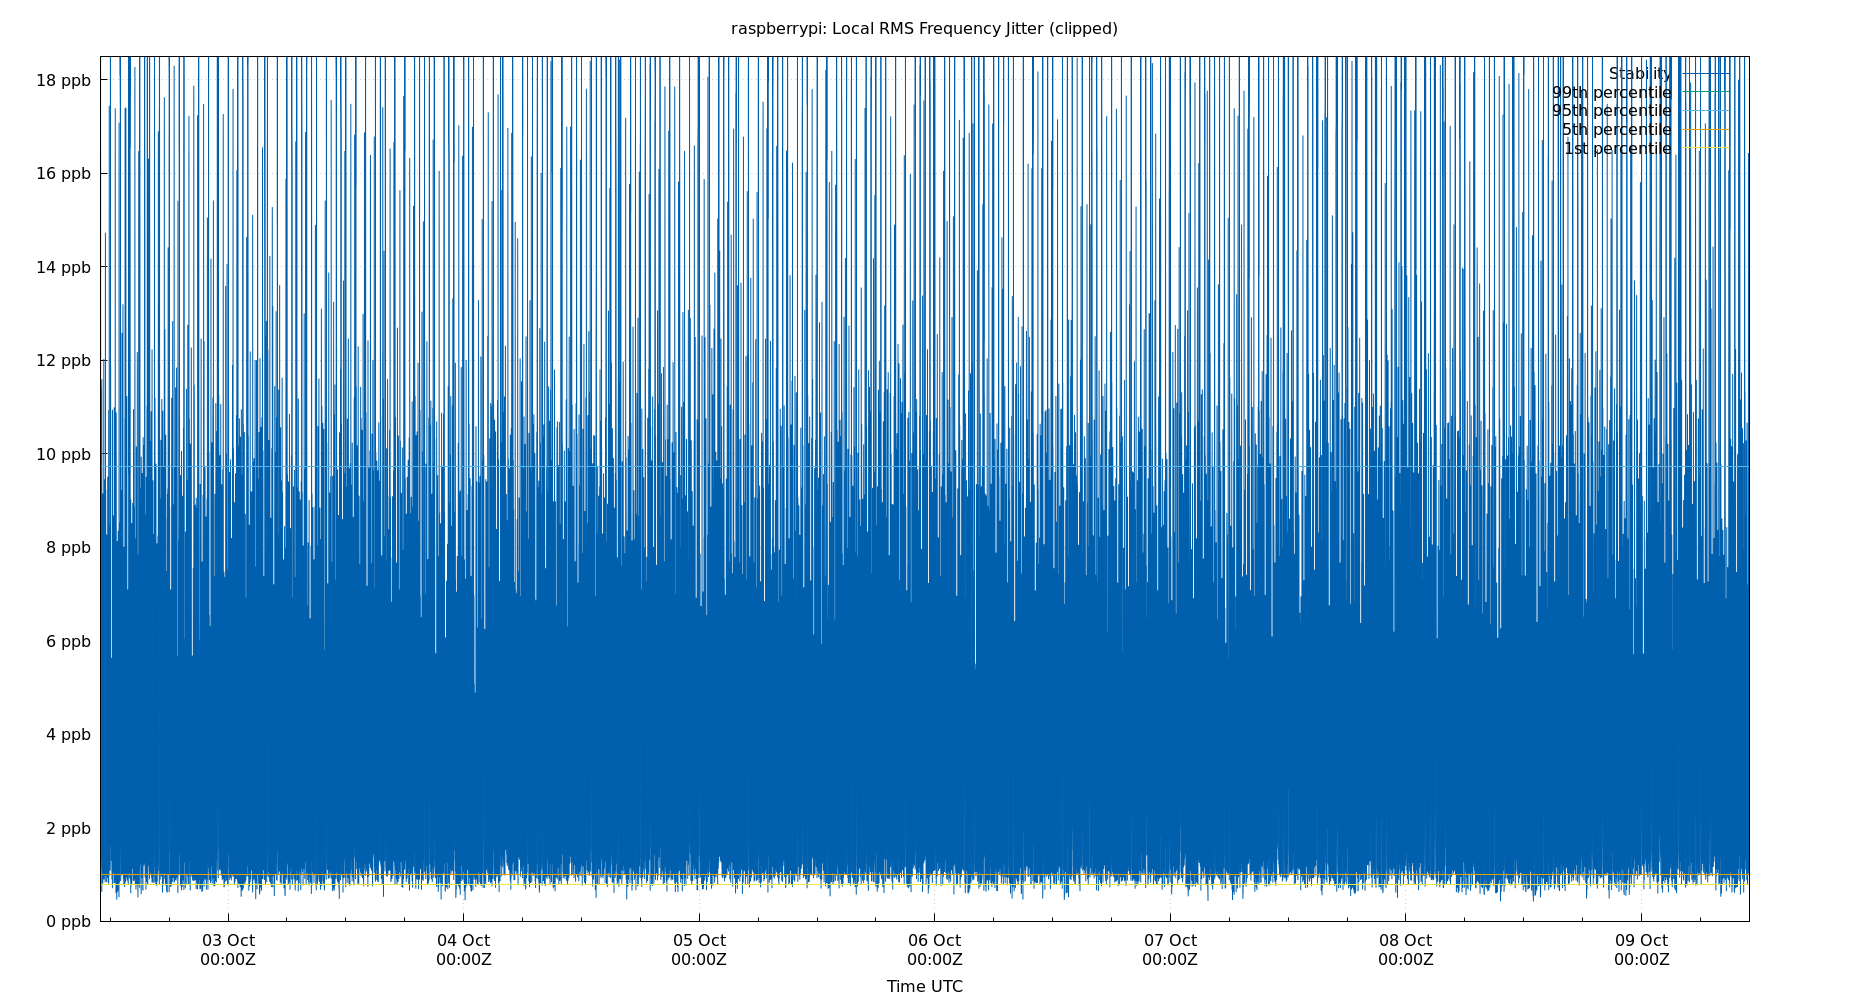 raspberrypi: Local RMS Frequency Jitter (clipped)
18 ppb
16 ppb
14 ppb
12 ppb
10 ppb
8 ppb
6 ppb
4 ppb
2 ppb
0 ppb
Stability
99th percentile
95th percentile
5th percentile
1st percentile
03 Oct 04 Oct 05 Oct 06 Oct 07 Oct 08 Oct 09 Oct
00:00Z 00:00Z 00:00Z 00:00Z 00:00Z 00:00Z 00:00Z
Time UTC